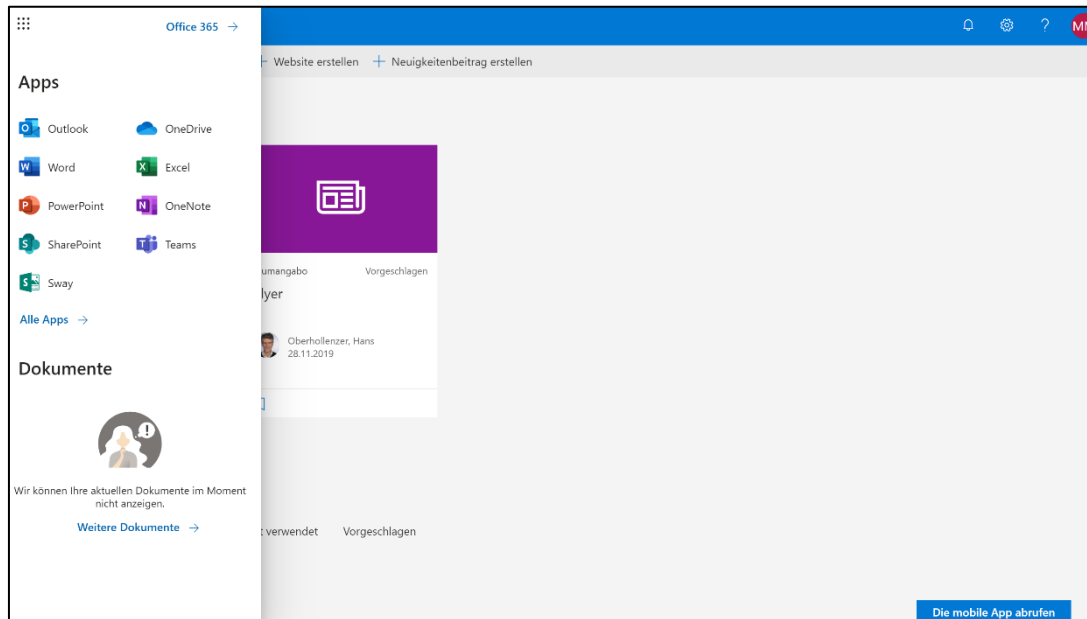 Office 365
MM
Website erstellen
Neuigkeitenbeitrag erstellen
Apps
Outlook
OneDrive
Word
Excel
PowerPoint
OneNote
SharePoint
Teams
Sway
Alle Apps
umangabo
Vorgeschlagen
lyer
Oberhollenzer, Hans
28.11.2019
Dokumente
Wir können Ihre aktuellen Dokumente im Moment
nicht anzeigen.
Weitere Dokumente
t verwendet
Vorgeschlagen
Die mobile App abrufen